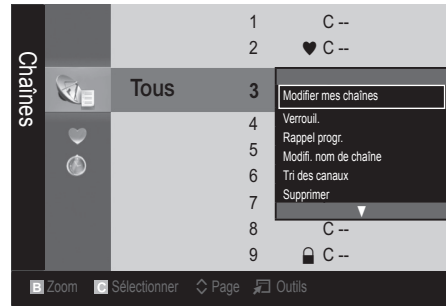 Chaînes
1 C --
2 ♥ C --
Tous 3
4
5
6
7
8 C --
9 C --
Modifier mes chaînes
Verrouil.
Rappel progr.
Modifi. nom de chaîne
Tri des canaux
Supprimer
▼
B Zoom C Sélectionner Page Outils